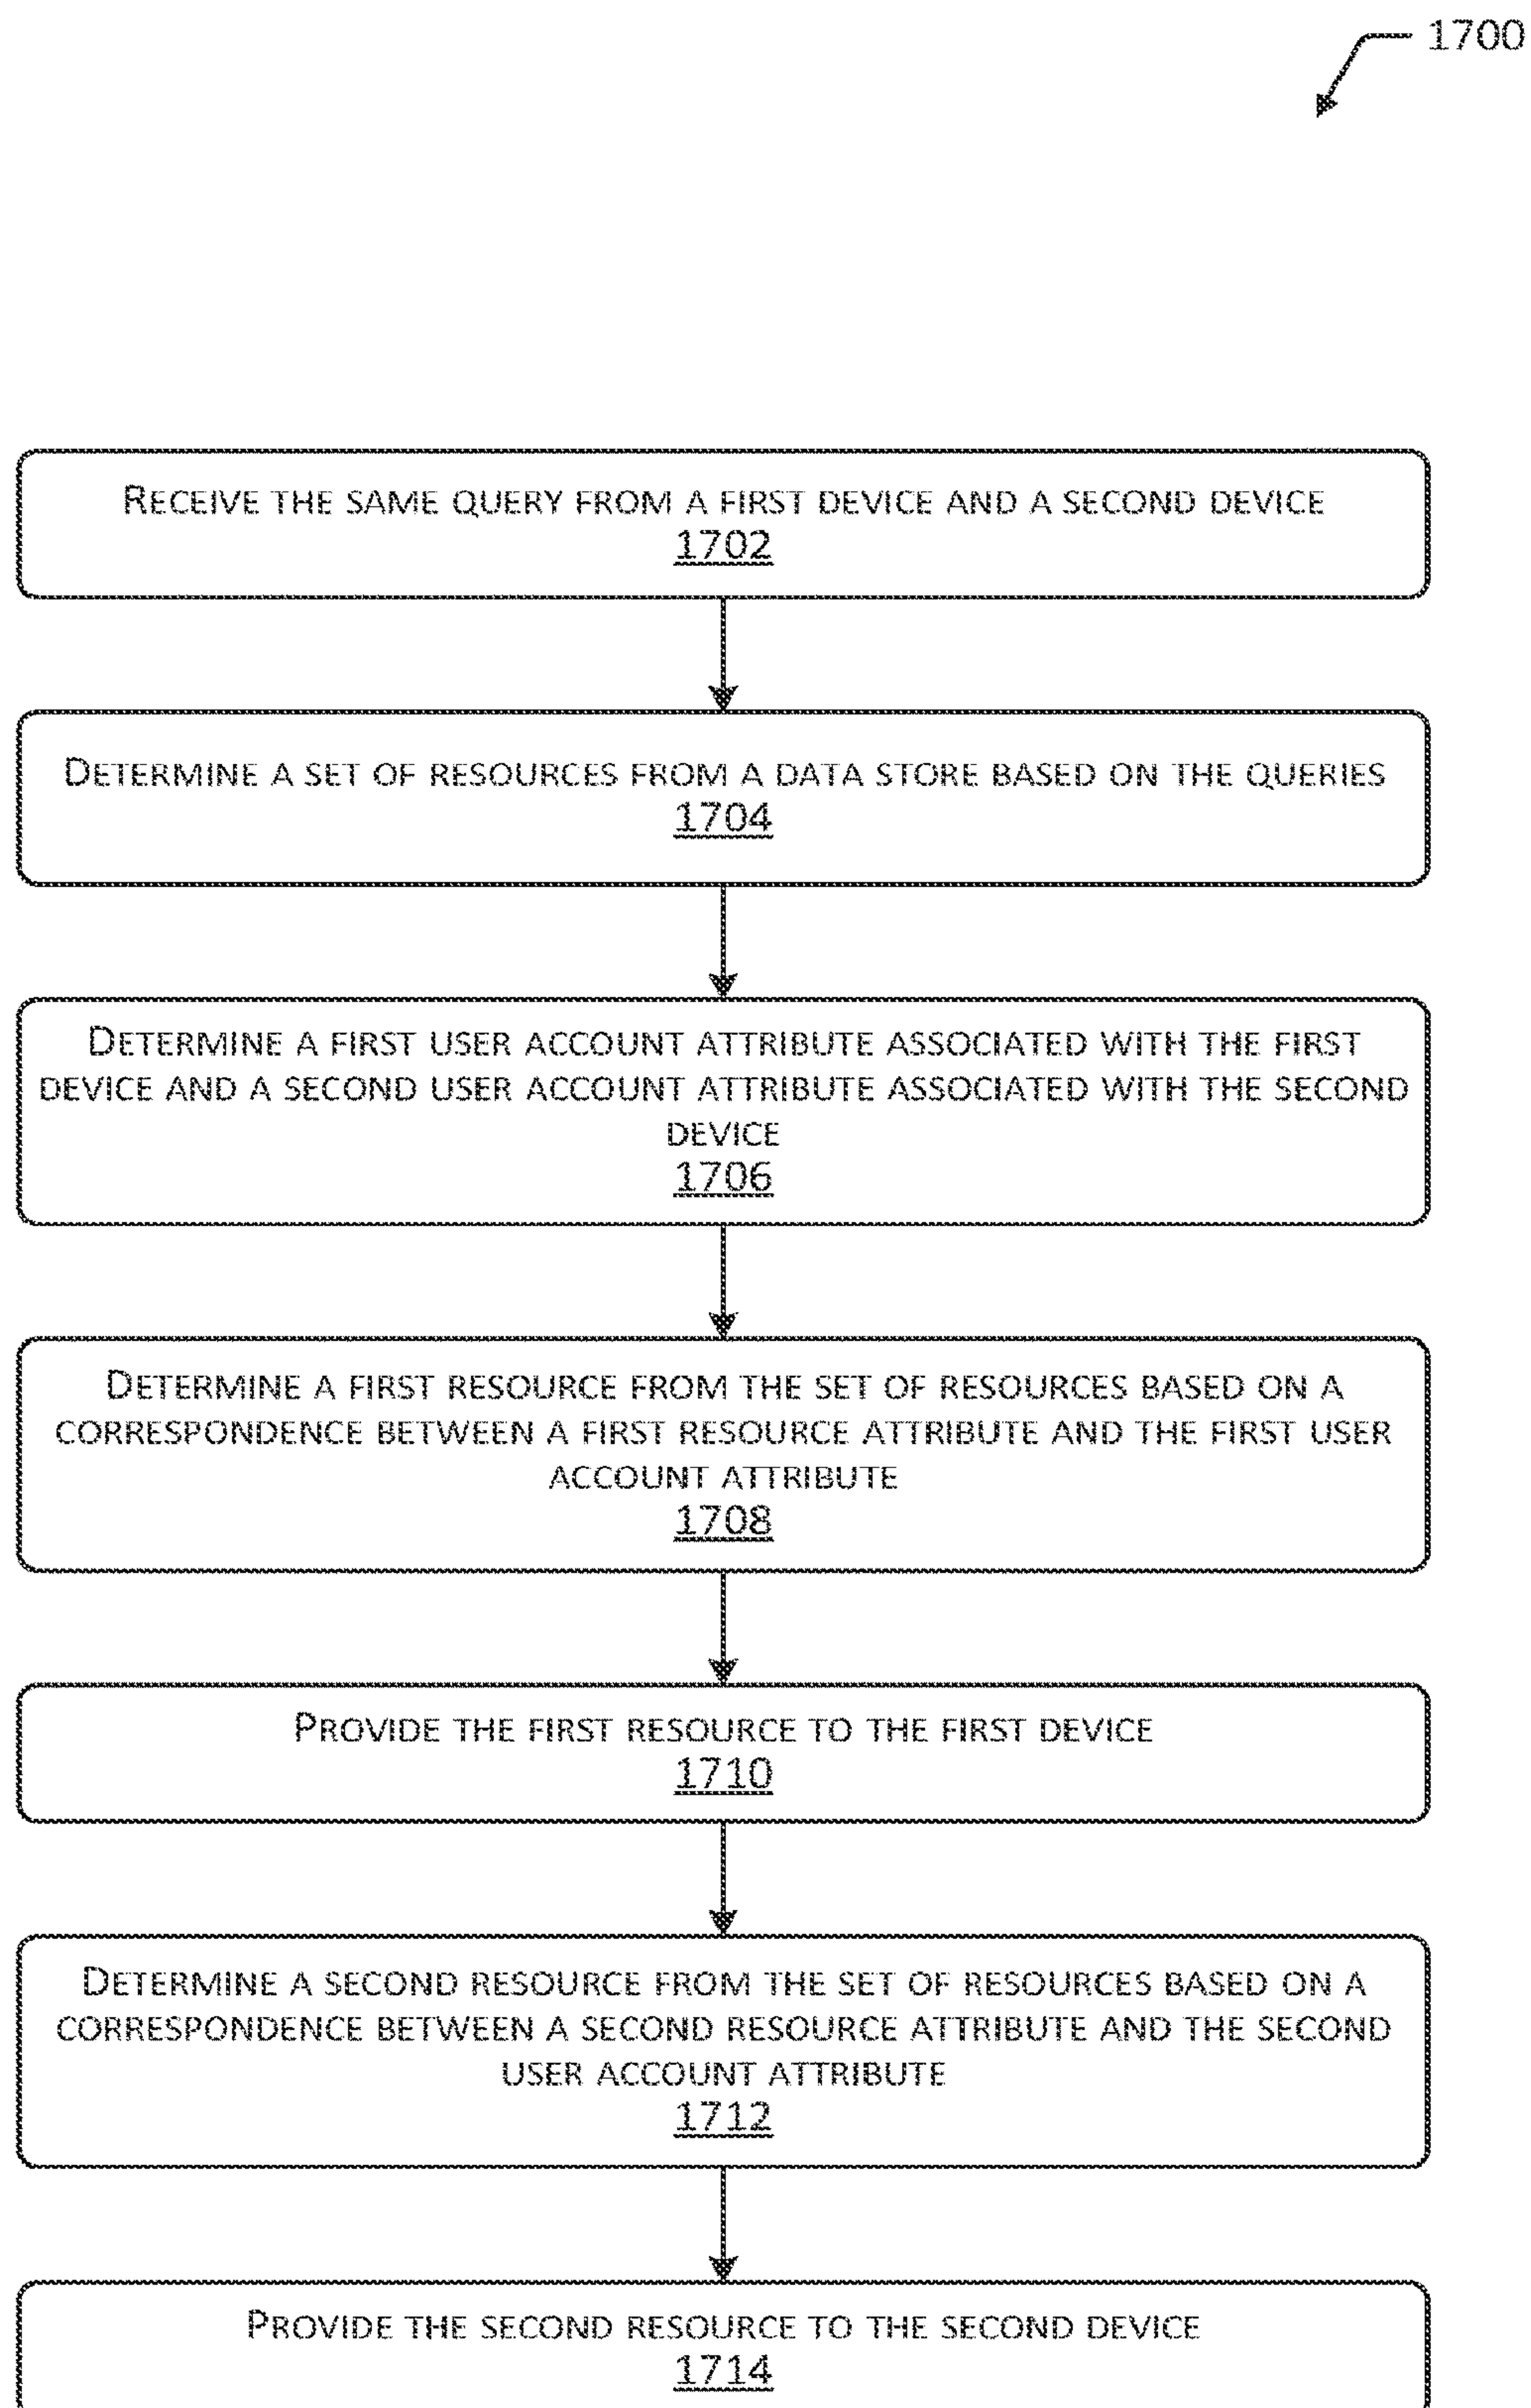 1700
Receive the same query from a first device and a second device
1702
Determine a set of resources from a data store based on the queries
1704
Determine a first user account attribute associated with the first
device and a second user account attribute associated with the second
device
1706
Determine a first resource from the set of resources based on a
correspondence between a first resource attribute and the first user
account attribute
1708
Provide the first resource to the first device
1710
Determine a second resource from the set of resources based on a
correspondence between a second resource attribute and the second
user account attribute
1712
Provide the second resource to the second device
1714